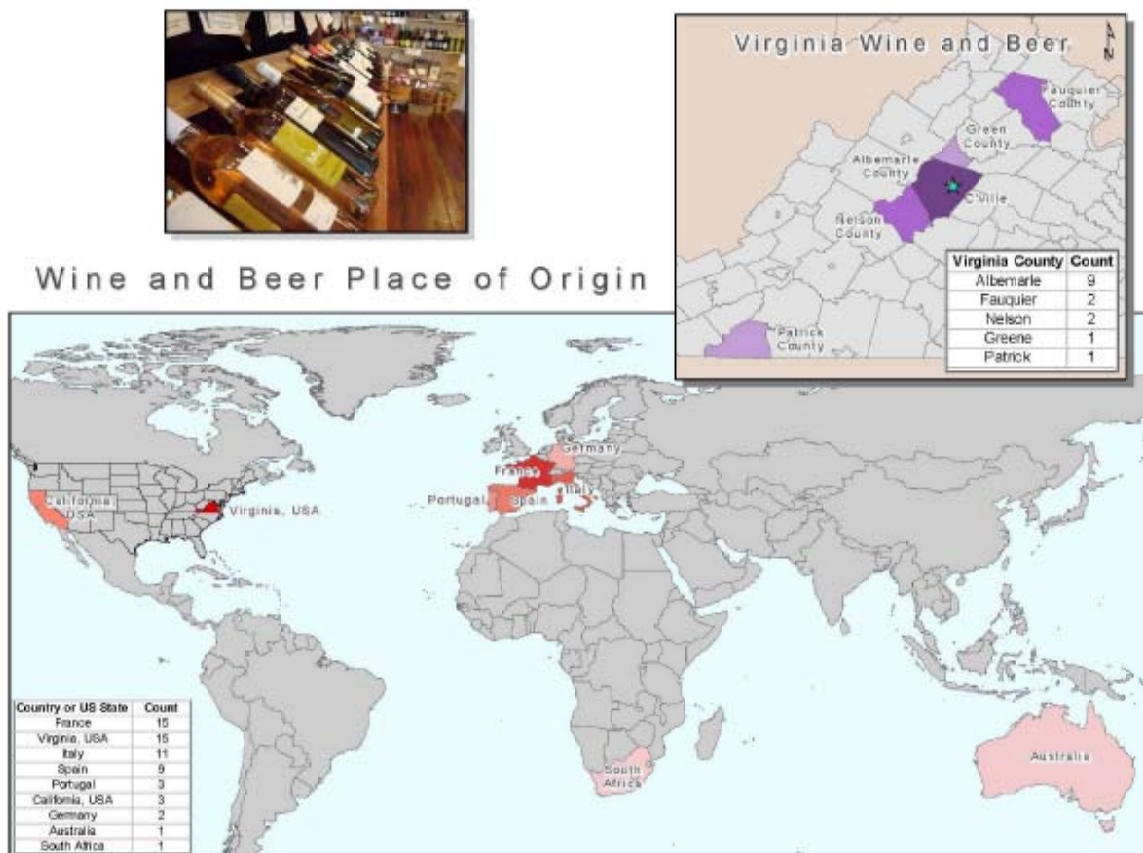 Virginia Wine and Beer
N
Fauquier
County
Green
County
Albemarle
County
C'Ville
Nelson
County
Patrick
County
Virginia County Count
Albemarle 9
Fauquier 2
Nelson 2
Greene 1
Patrick 1
Wine and Beer Place of Origin
Germany
France
Italy
Portugal
Spain
California,
USA
Virginia, USA
South
Africa
Australia
Country or US State Count
France 15
Virginia, USA 15
Italy 11
Spain 9
Portugal 3
California, USA 3
Germany 2
Australia 1
South Africa 1